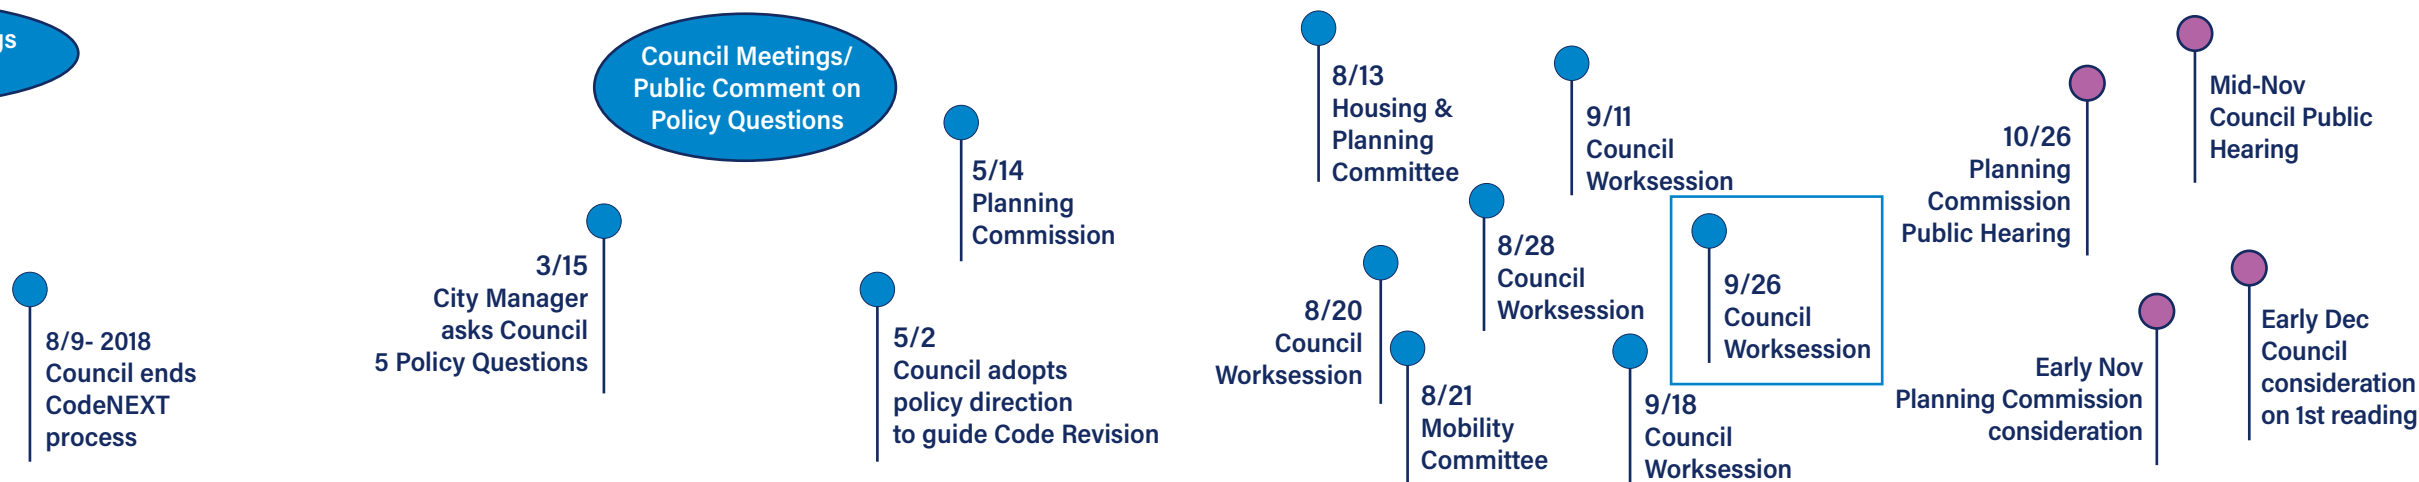 8/9- 2018
Council ends
CodeNEXT
process
3/15
City Manager
asks Council
5 Policy Questions
Council Meetings/
Public Comment on
Policy Questions
5/2
Council adopts
policy direction
to guide Code Revision
5/14
Planning
Commission
8/13
Housing &
Planning
Committee
8/20
Council
Worksession
8/21
Mobility
Committee
8/28
Council
Worksession
9/11
Council
Worksession
9/18
Council
Worksession
9/26
Council
Worksession
10/26
Planning
Commission
Public Hearing
Early Nov
Planning Commission
consideration
Mid-Nov
Council Public
Hearing
Early Dec
Council
consideration
on 1st reading